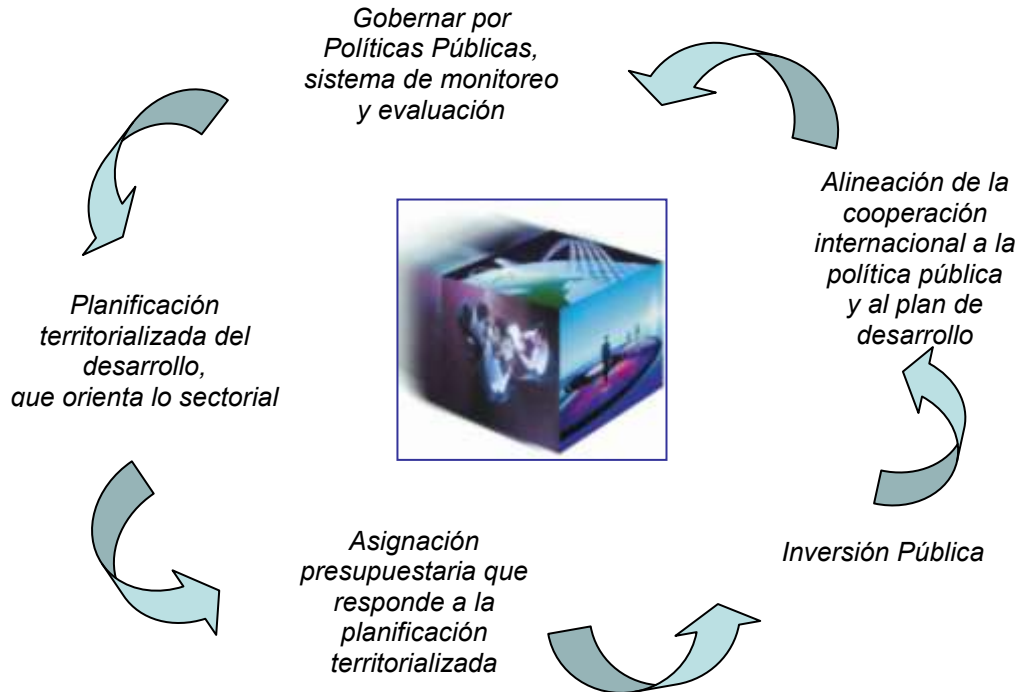 Gobernar por
Políticas Públicas,
sistema de monitoreo
y evaluación
Planificación
territorializada del
desarrollo,
que orienta lo sectorial
Asignación
presupuestaria que
responde a la
planificación
territorializada
Inversión Pública
Alineación de la
cooperación
internacional a la
política pública
y al plan de
desarrollo